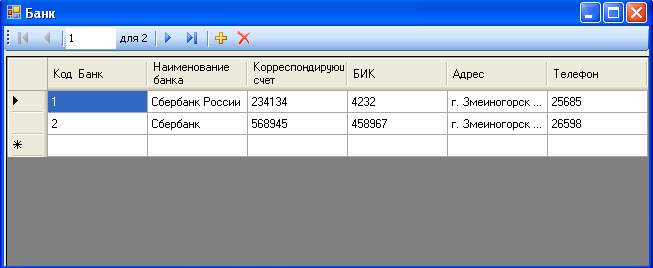 Банк
1 для 2
Код Банк Наименование банка Корреспондирующ счет БИК Адрес Телефон
1 Сбербанк России 234134 4232 г. Змеиногорск ... 25685
2 Сбербанк 568945 458967 г. Змеиногорск ... 26598